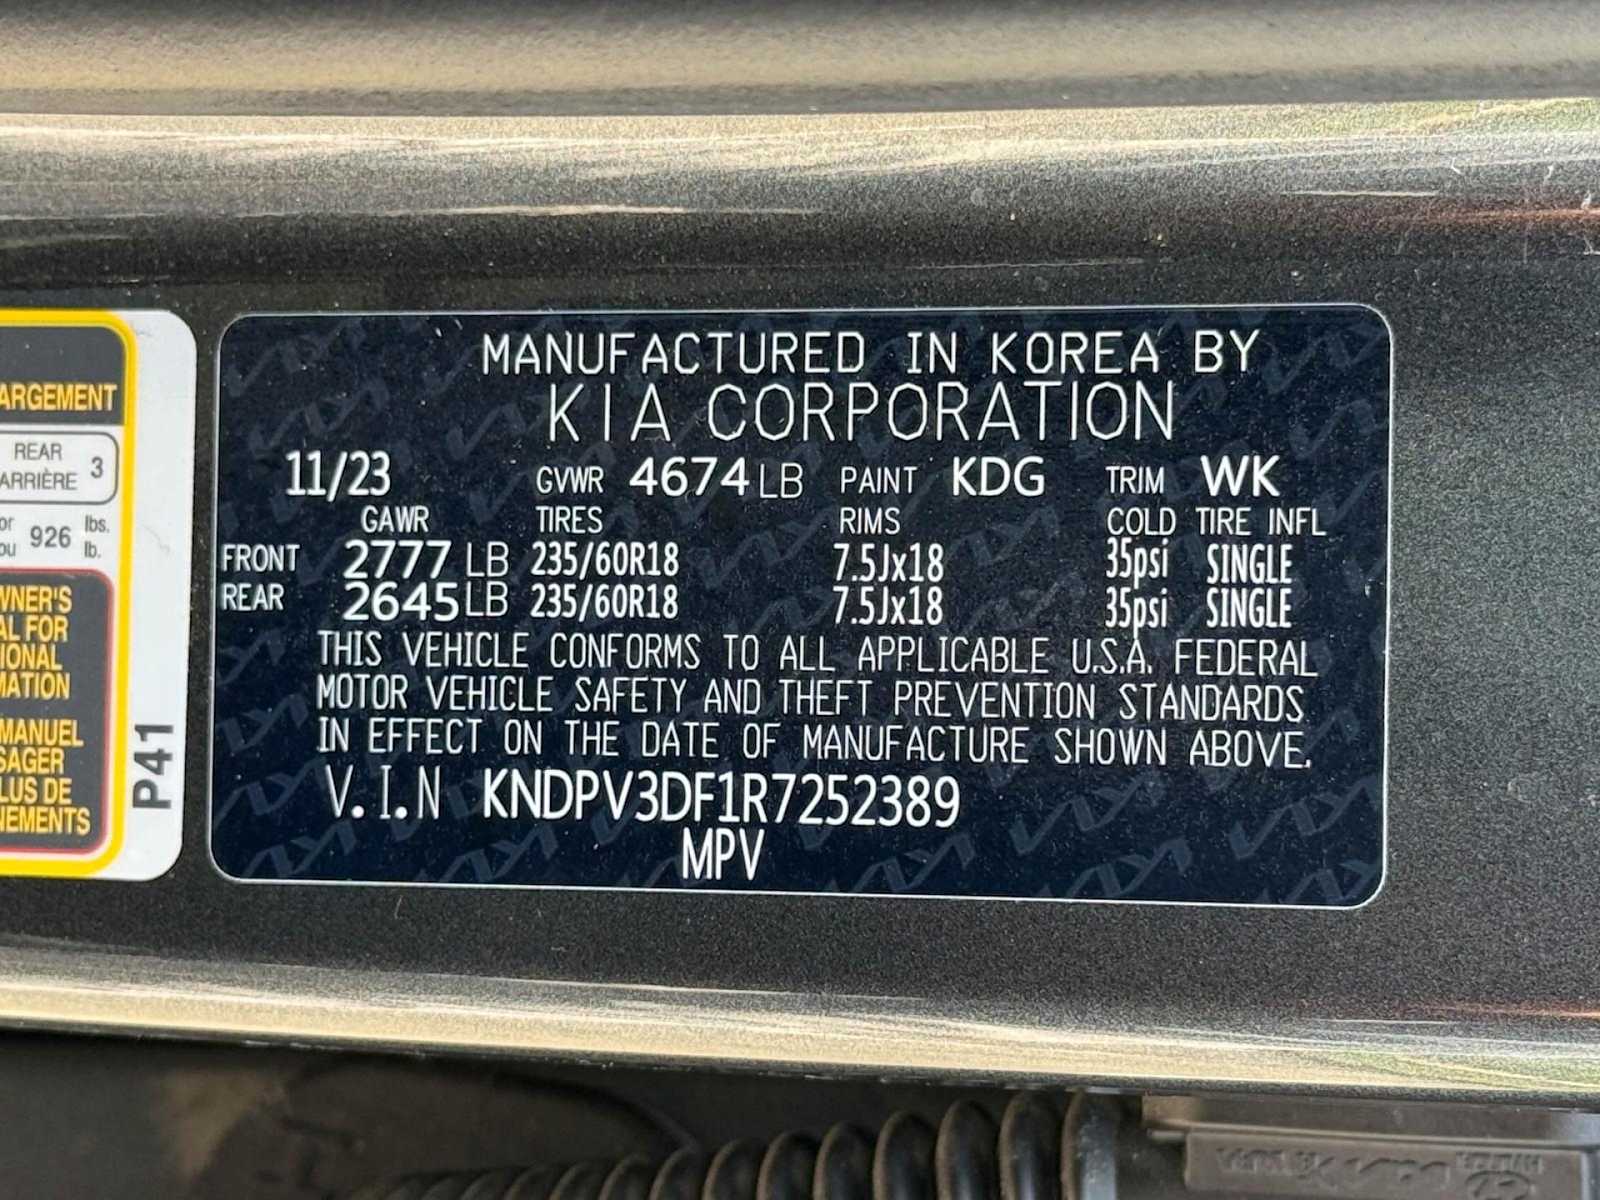 ARGEMENT
REAR
ARRIÈRE 3
or
ou 926 lbs.
lb.
WNER'S
AL FOR
IONAL
MATION
MANUEL
SAGER
LUS DE
NEMENTS
P41
MANUFACTURED IN KOREA BY
KIA CORPORATION
11/23 GVWR 4674 LB PAINT KDG TRIM WK
GAWR TIRES RIMS COLD TIRE INFL
FRONT 2777 LB 235/60R18 7.5Jx18 35psi SINGLE
REAR 2645 LB 235/60R18 7.5Jx18 35psi SINGLE
THIS VEHICLE CONFORMS TO ALL APPLICABLE U.S.A. FEDERAL
MOTOR VEHICLE SAFETY AND THEFT PREVENTION STANDARDS
IN EFFECT ON THE DATE OF MANUFACTURE SHOWN ABOVE.
V.I.N KNDPV3DF1R7252389
MPV